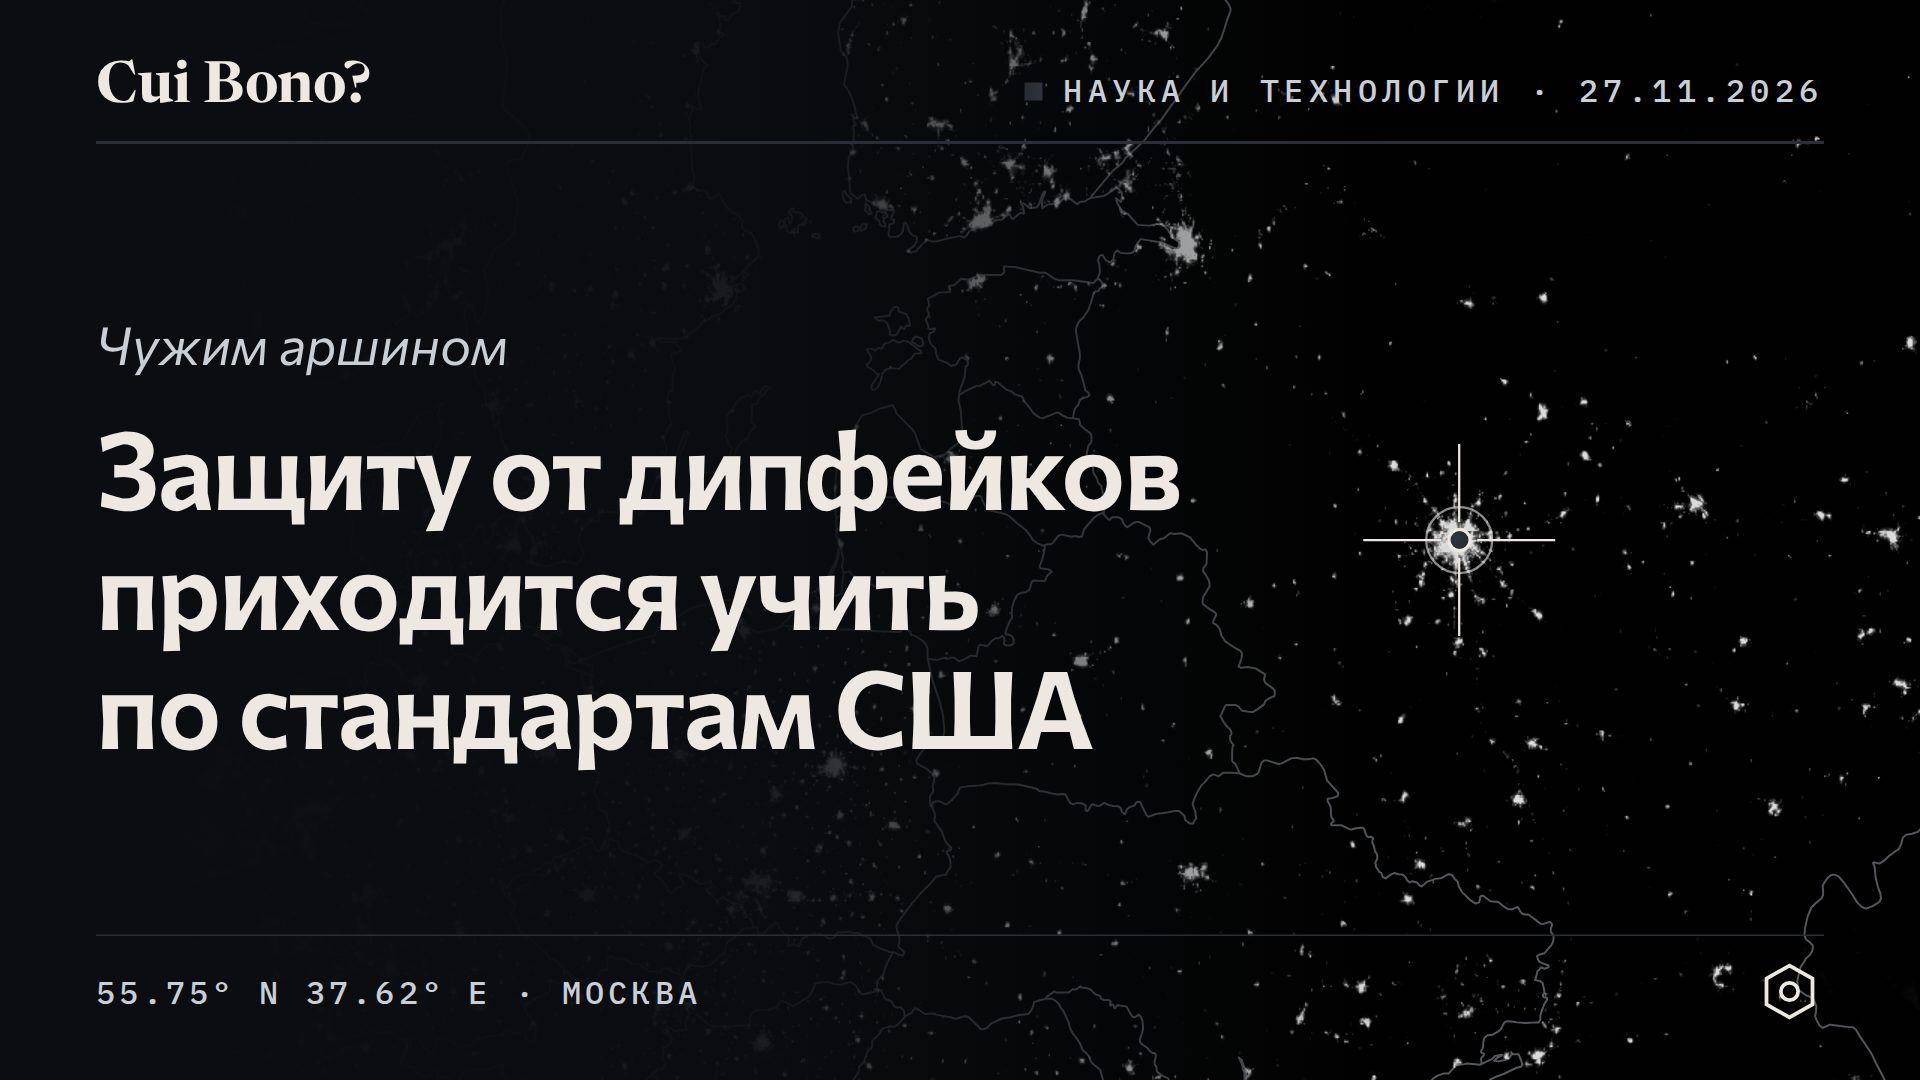 Cui Bono?
НАУКА И ТЕХНОЛОГИИ · 27.11.2026
Чужим аршином
Защиту от дипфейков
приходится учить
по стандартам США
55.75° N 37.62° E · МОСКВА